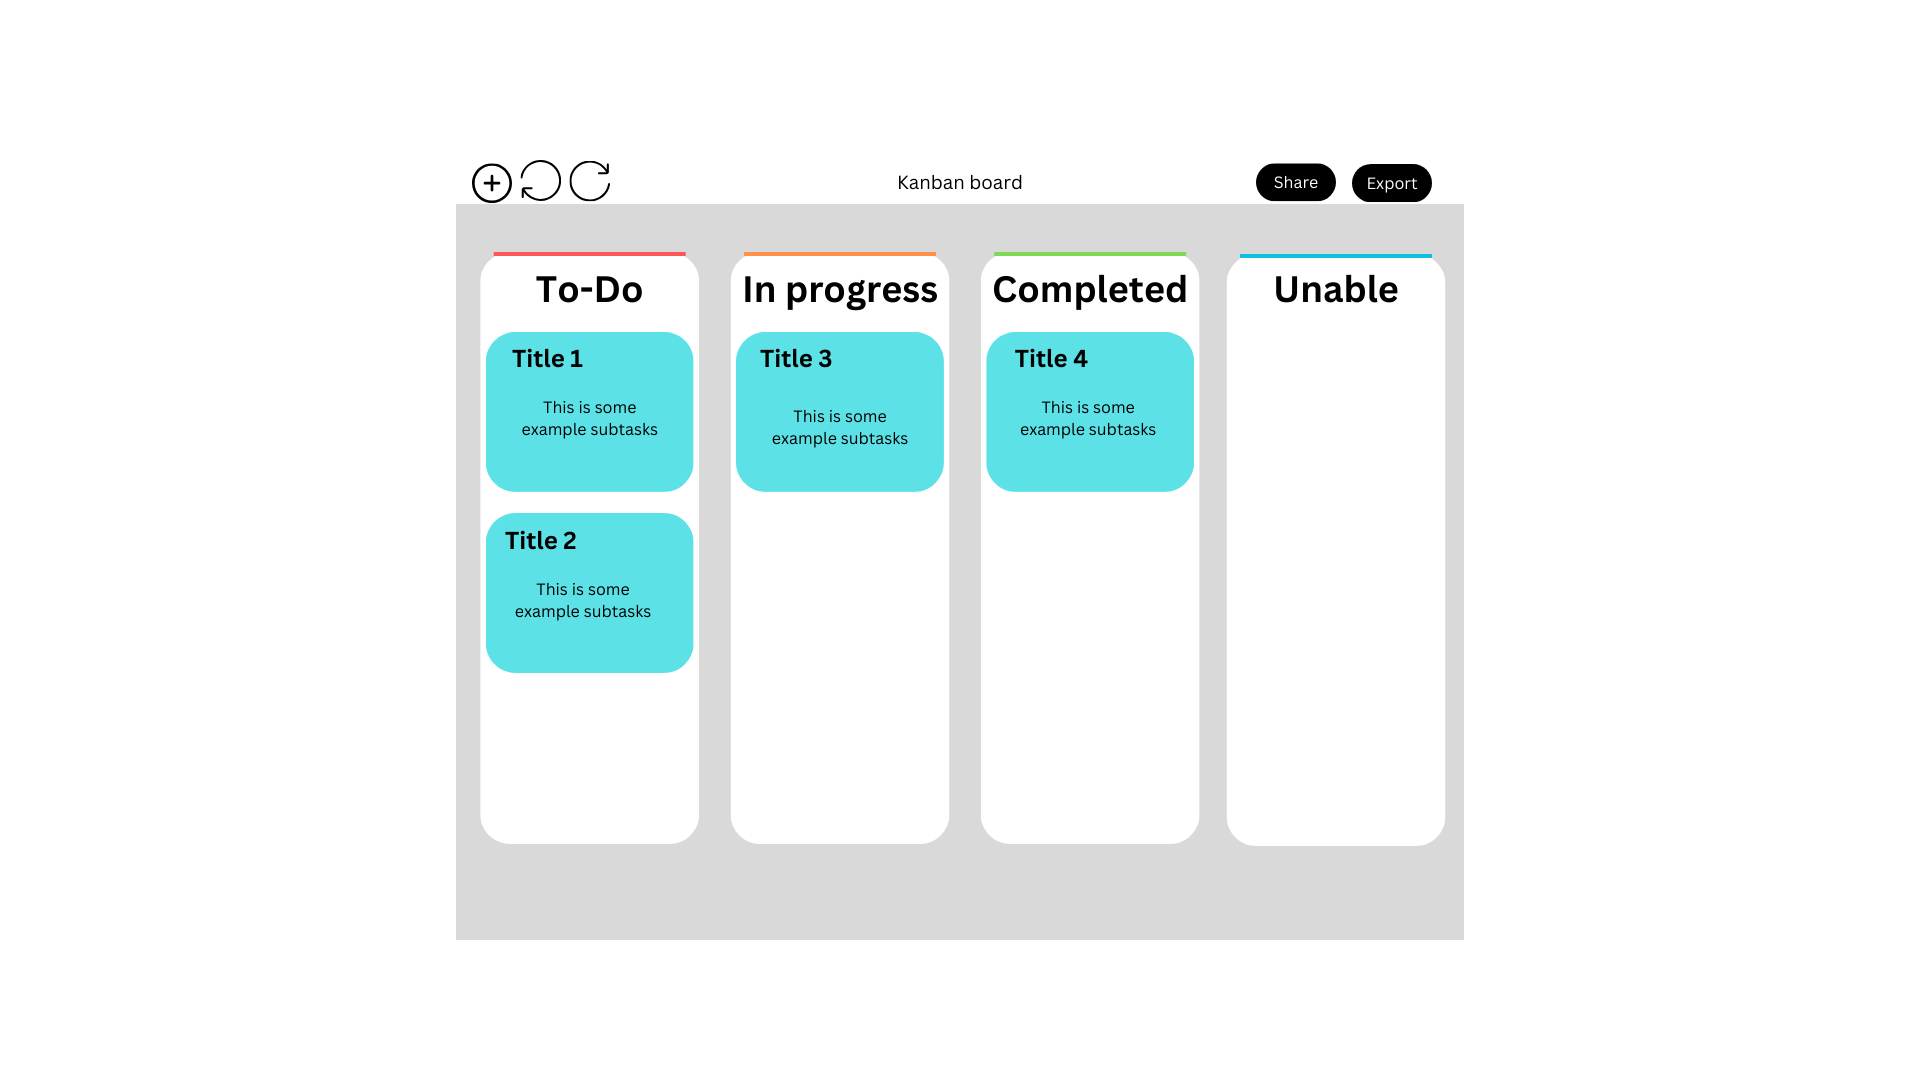 Kanban board
Share
Export
To-Do
In progress
Completed
Unable
Title 1
This is some
example subtasks
Title 2
This is some
example subtasks
Title 3
This is some
example subtasks
Title 4
This is some
example subtasks